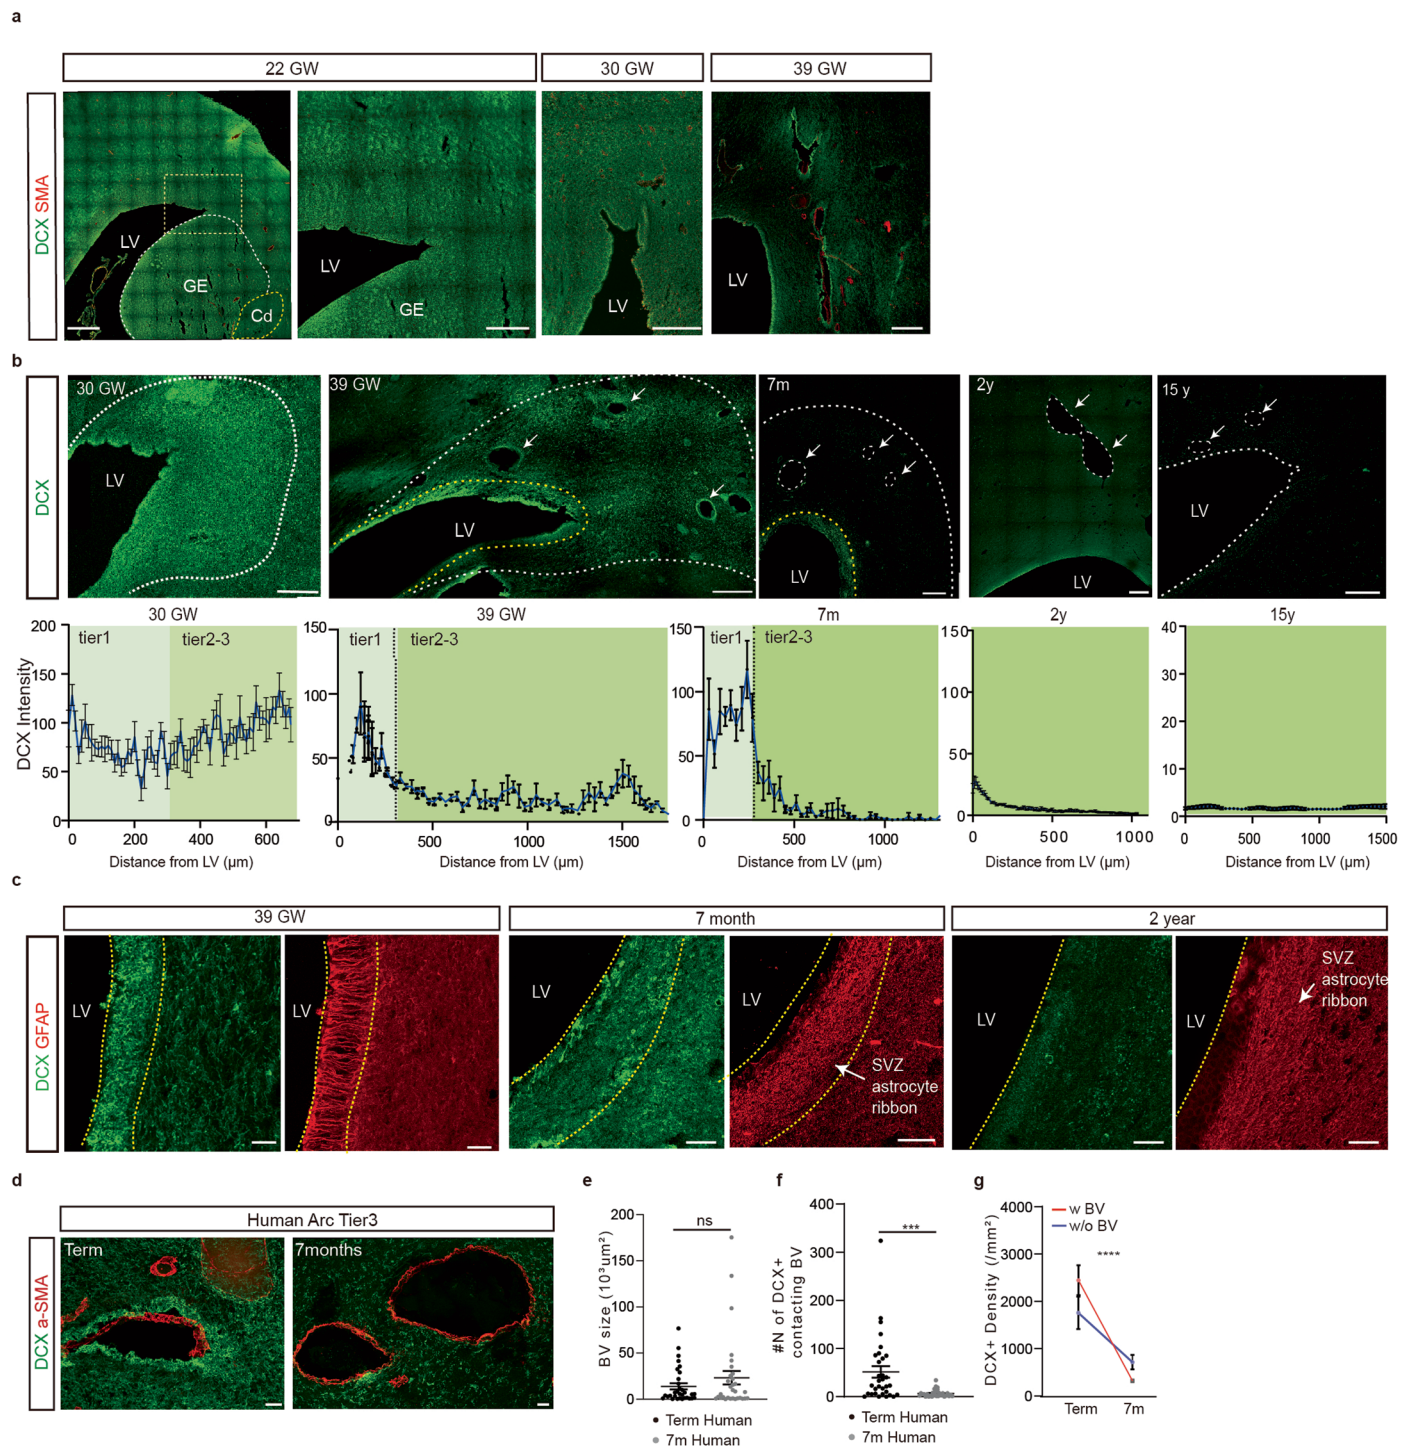 a
22 GW
30 GW
39 GW
DCX SMA
LV
GE
Cd
LV
GE
LV
LV
b
DCX
30 GW
LV
39 GW
LV
7m
LV
2y
LV
15 y
LV
30 GW
39 GW
7m
2y
15y
DCX Intensity
200
150
100
50
0
tier1
tier2-3
0
200
400
600
Distance from LV (µm)
150
100
50
0
tier1
tier2-3
0
500
1000
1500
Distance from LV (µm)
150
100
50
0
tier1
tier2-3
0
500
1000
Distance from LV (µm)
150
100
50
0
0
500
1000
Distance from LV (µm)
40
30
20
10
0
0
500
1000
1500
Distance from LV (µm)
c
39 GW
7 month
2 year
DCX GFAP
LV
LV
LV
SVZ
astrocyte
ribbon
LV
LV
SVZ
astrocyte
ribbon
d
Human Arc Tier3
DCX a-SMA
Term
7months
e
BV size (10³um²)
200
150
100
50
0
ns
Term Human
7m Human
f
#N of DCX+
contacting BV
400
300
200
100
0
***
Term Human
7m Human
g
DCX+ Density (/mm²)
4000
3000
2000
1000
0
w BV
w/o BV
****
Term
7m